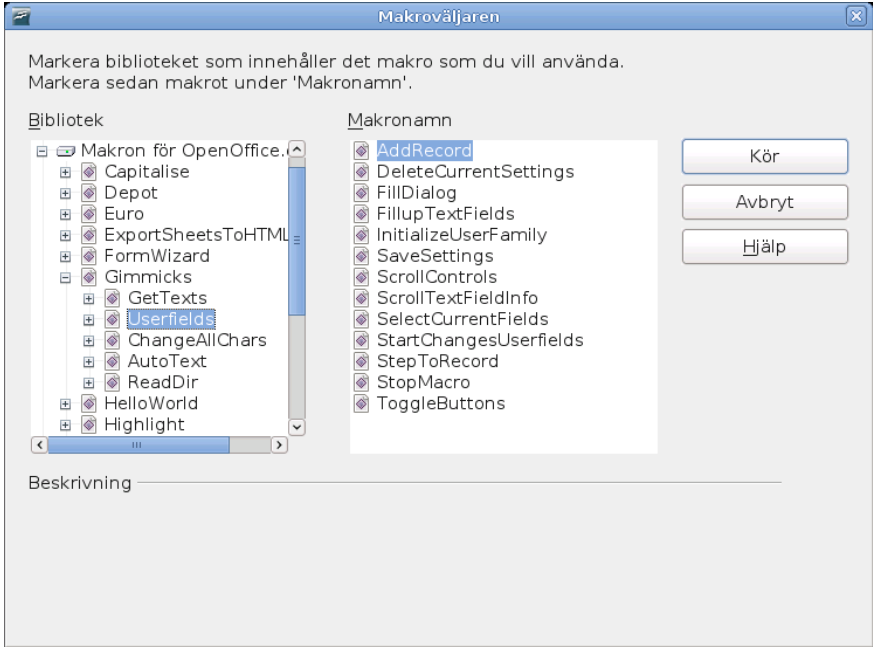 Makroväljaren
Markera biblioteket som innehåller det makro som du vill använda.
Markera sedan makrot under 'Makronamn'.
Bibliotek
Makron för OpenOffice.
Capitalise
Depot
Euro
ExportSheetsToHTML
FormWizard
Gimmicks
GetTexts
Userfields
ChangeAllChars
AutoText
ReadDir
HelloWorld
Highlight
Makronamn
AddRecord
DeleteCurrentSettings
FillDialog
FillupTextFields
InitializeUserFamily
SaveSettings
ScrollControls
ScrollTextFieldInfo
SelectCurrentFields
StartChangesUserfields
StepToRecord
StopMacro
ToggleButtons
Kör
Avbryt
Hjälp
Beskrivning